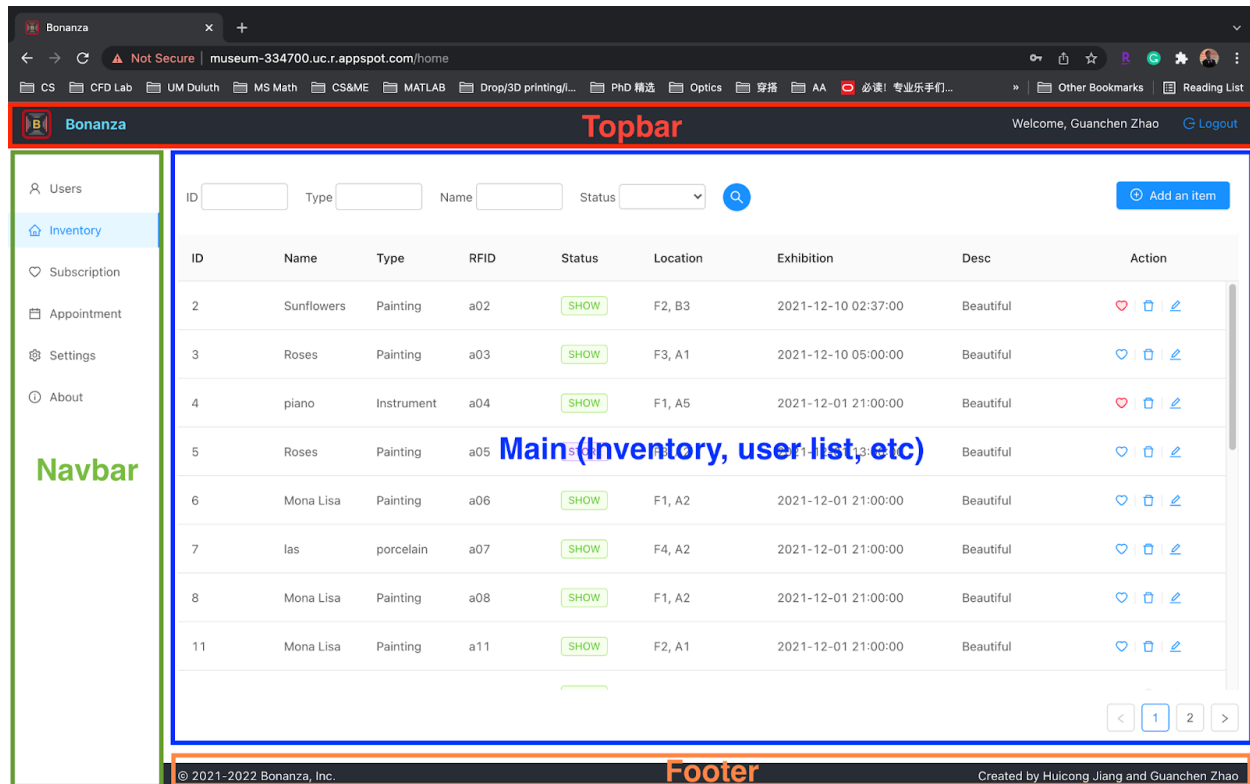 Bonanza
Not Secure | museum-334700.uc.r.appspot.com/home
CS CFD Lab UM Duluth MS Math CS&ME MATLAB Drop/3D printing/i... PhD 精选 Optics 穿搭 AA 必读! 专业乐手们... » Other Bookmarks Reading List
B Bonanza Topbar Welcome, Guanchen Zhao Logout
Users
Inventory
Subscription
Appointment
Settings
About
Navbar
ID Type Name Status Add an item
ID Name Type RFID Status Location Exhibition Desc Action
2 Sunflowers Painting a02 SHOW F2, B3 2021-12-10 02:37:00 Beautiful
3 Roses Painting a03 SHOW F3, A1 2021-12-10 05:00:00 Beautiful
4 piano Instrument a04 SHOW F1, A5 2021-12-01 21:00:00 Beautiful
5 Roses Painting a05 Beautiful
Main (Inventory, user list, etc)
6 Mona Lisa Painting a06 SHOW F1, A2 2021-12-01 21:00:00 Beautiful
7 las porcelain a07 SHOW F4, A2 2021-12-01 21:00:00 Beautiful
8 Mona Lisa Painting a08 SHOW F1, A2 2021-12-01 21:00:00 Beautiful
11 Mona Lisa Painting a11 SHOW F2, A1 2021-12-01 21:00:00 Beautiful
< 1 2 >
© 2021-2022 Bonanza, Inc. Footer Created by Huicong Jiang and Guanchen Zhao